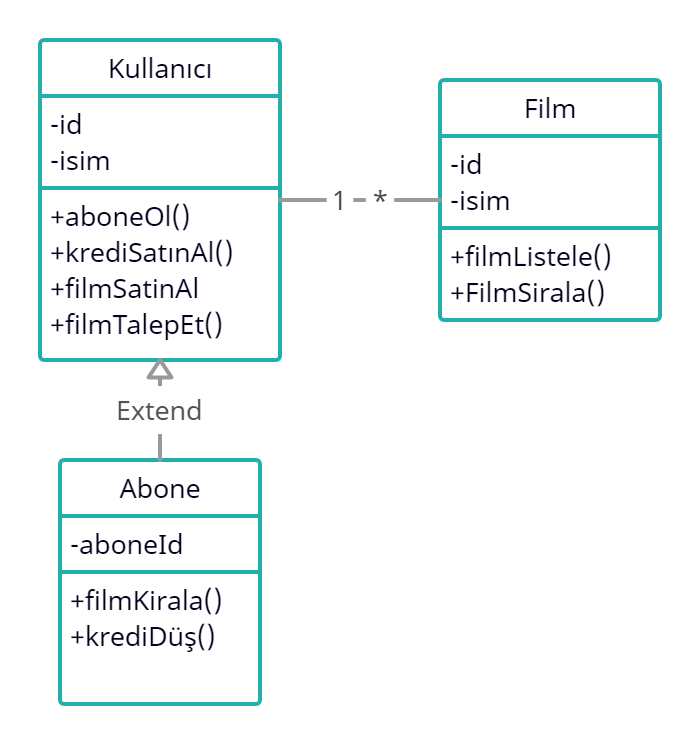 Kullanıcı
-id
-isim
+aboneOl()
+krediSatınAl()
+filmSatinAl
+filmTalepEt()
Film
-id
-isim
+filmListele()
+FilmSirala()
1 - *
Extend
Abone
-aboneId
+filmKirala()
+krediDüş()